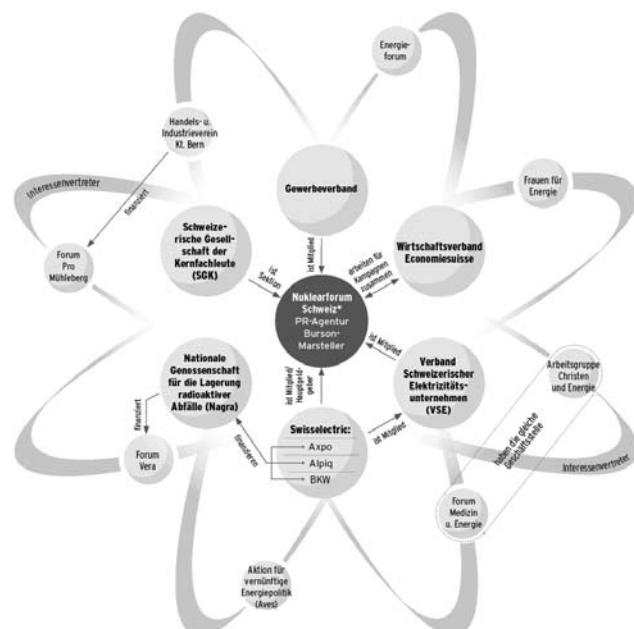 Energie-
forum
Handels- u.
Industrieverein
Kt. Bern
Gewerbeverband
Frauen für
Energie
Interessenvertreter
finanziert
Schweize-
rische Gesell-
schaft der
Kernfachleute
(SGK)
ist Mitglied
Wirtschaftsverband
Economiesuisse
arbeiten für
Kampagnen
zusammen
ist
Sektion
Forum
Pro
Mühleberg
Nuklearforum
Schweiz*
PR-Agentur
Burson-
Marsteller
Nationale
Genossenschaft
für die Lagerung
radioaktiver
Abfälle (Nagra)
ist Mitglied/
Hauptgeld-
geber
ist Mitglied
Verband
Schweizerischer
Elektrizitäts-
unternehmen
(VSE)
Arbeitsgruppe
Christen
und Energie
finanziert
Forum
Vera
finanzieren
Swisselectric:
Axpo
Alpiq
BKW
ist Mitglied
haben die gleiche
Geschäftsstelle
Interessenvertreter
Forum
Medizin
u. Energie
Aktion für
vernünftige
Energiepolitik
(Aves)